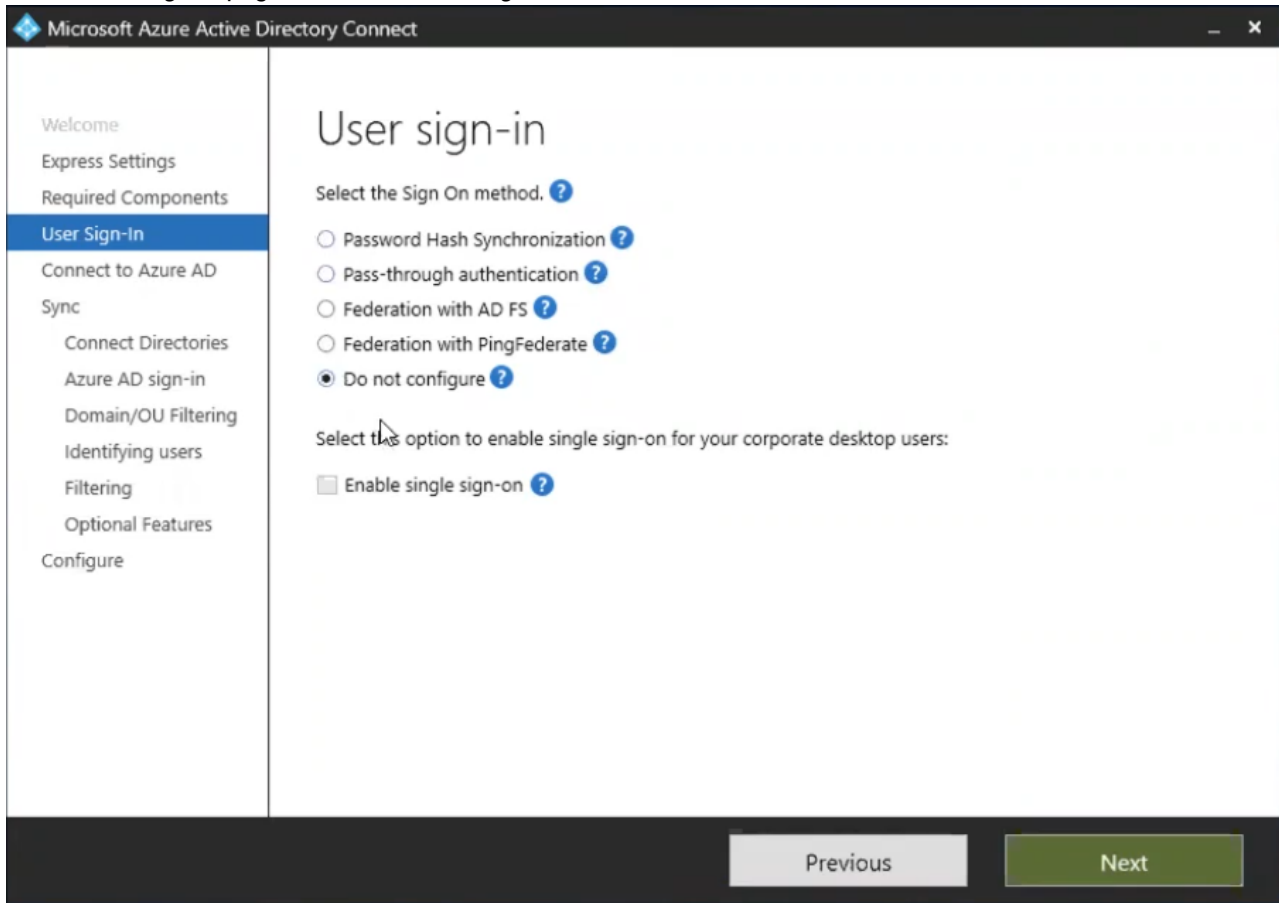 Microsoft Azure Active Directory Connect
Welcome
Express Settings
Required Components
User Sign-In
Connect to Azure AD
Sync
Connect Directories
Azure AD sign-in
Domain/OU Filtering
Identifying users
Filtering
Optional Features
Configure
User sign-in
Select the Sign On method. ?
Password Hash Synchronization ?
Pass-through authentication ?
Federation with AD FS ?
Federation with PingFederate ?
Do not configure ?
Select this option to enable single sign-on for your corporate desktop users:
Enable single sign-on ?
Previous
Next